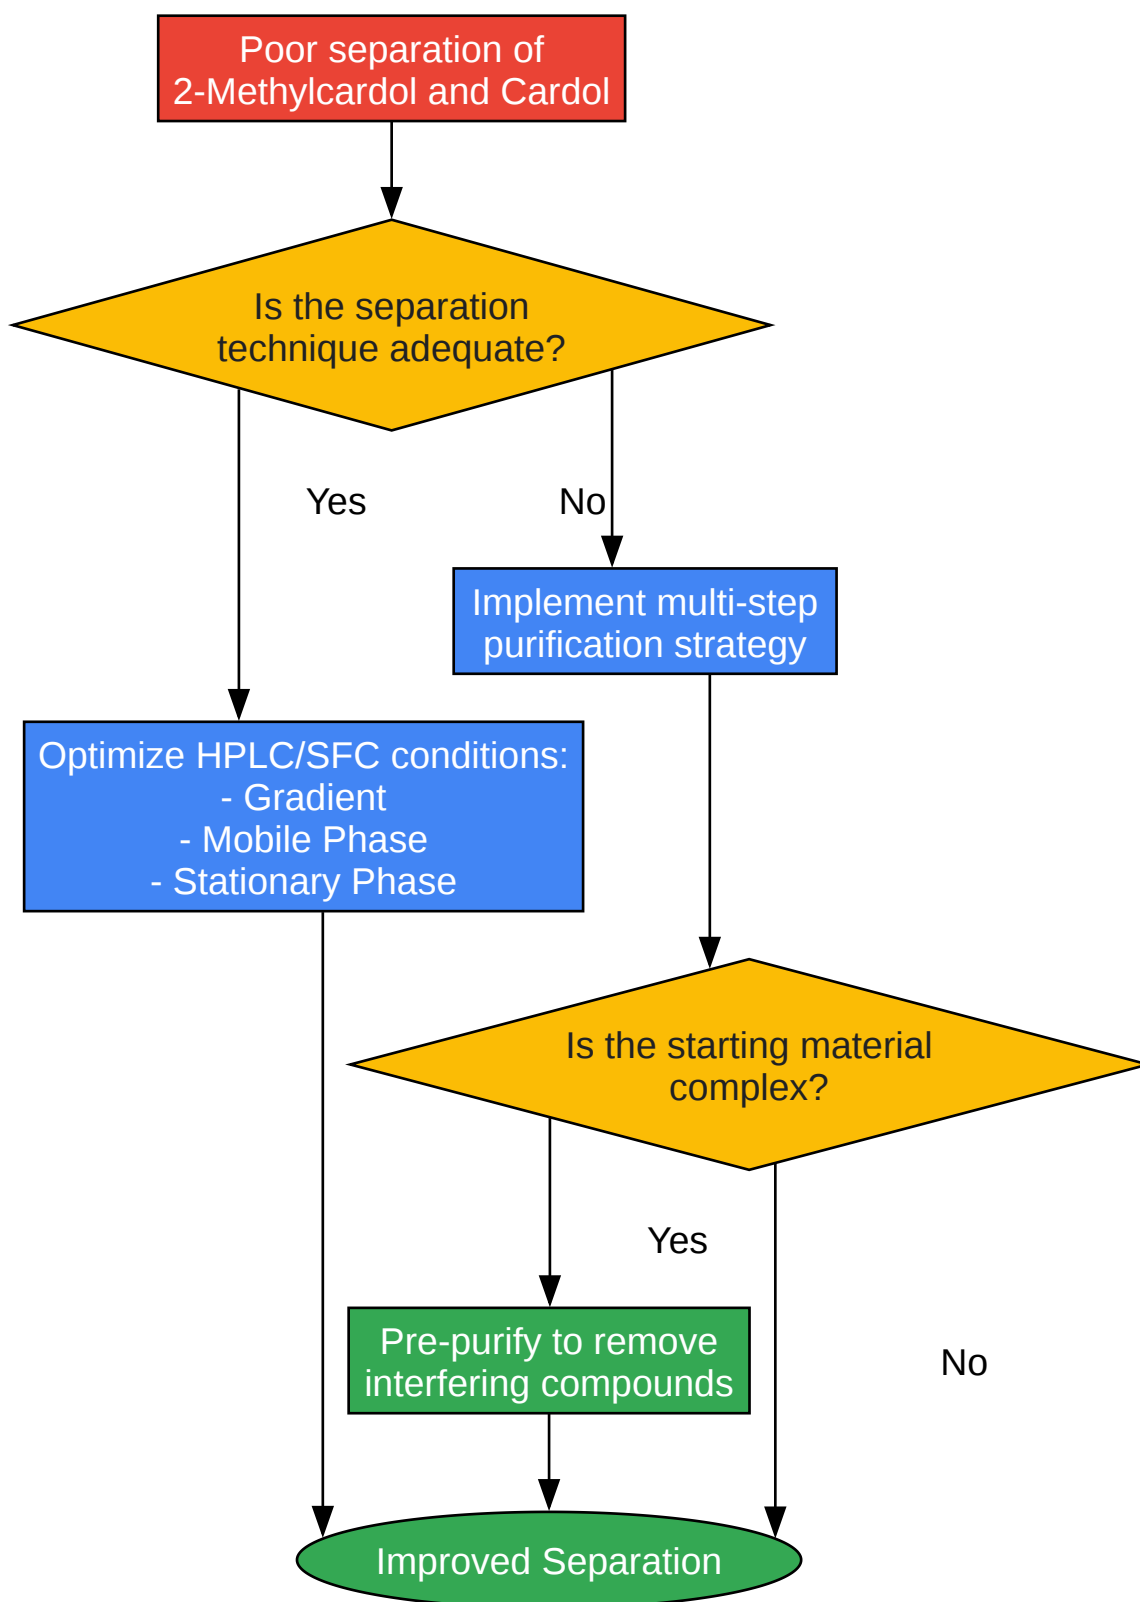 Poor separation of
2-Methylcardol and Cardol
Is the separation
technique adequate?
Yes
No
Implement multi-step
purification strategy
Optimize HPLC/SFC conditions:
- Gradient
- Mobile Phase
- Stationary Phase
Is the starting material
complex?
Yes
Pre-purify to remove
interfering compounds
No
Improved Separation